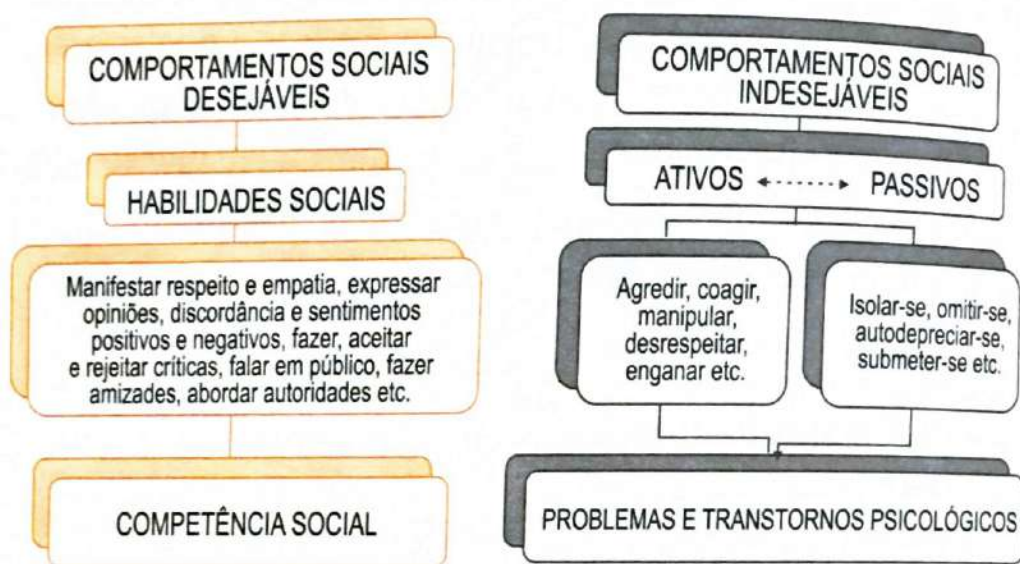 COMPORTAMENTOS SOCIAIS
DESEJÁVEIS
HABILIDADES SOCIAIS
Manifestar respeito e empatia, expressar
opiniões, discordância e sentimentos
positivos e negativos, fazer, aceitar
e rejeitar críticas, falar em público, fazer
amizades, abordar autoridades etc.
COMPETÊNCIA SOCIAL
COMPORTAMENTOS SOCIAIS
INDESEJÁVEIS
ATIVOS PASSIVOS
Agredir, coagir,
manipular,
desrespeitar,
enganar etc.
Isolar-se, omitir-se,
autodepreciar-se,
submeter-se etc.
PROBLEMAS E TRANSTORNOS PSICOLÓGICOS